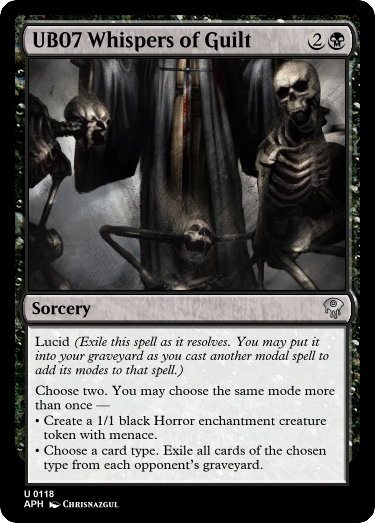 UB07 Whispers of Guilt 2
Sorcery
Lucid (Exile this spell as it resolves. You may put it
into your graveyard as you cast another modal spell to
add its modes to that spell.)
Choose two. You may choose the same mode more
than once —
• Create a 1/1 black Horror enchantment creature
token with menace.
• Choose a card type. Exile all cards of the chosen
type from each opponent's graveyard.
U 0118
APH Chrisnazgul